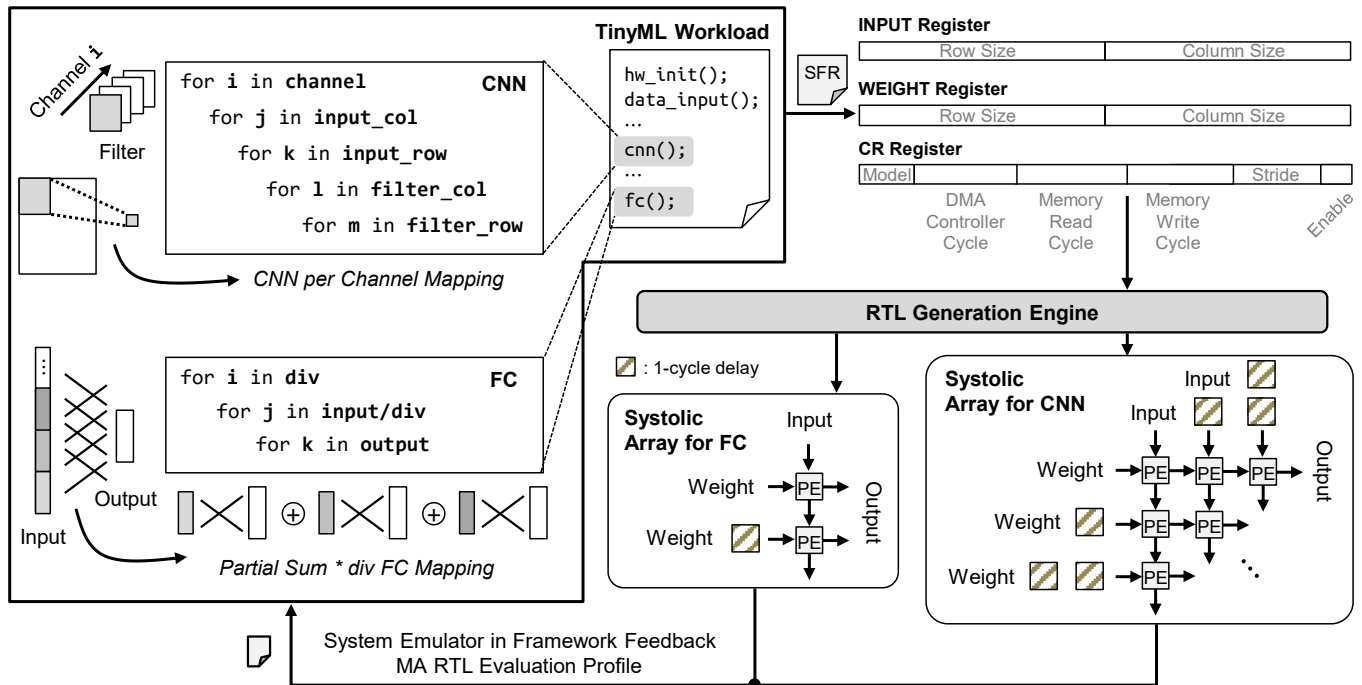 Channel i
Filter
for i in channel
CNN
for j in input_col
for k in input_row
for l in filter_col
for m in filter_row
CNN per Channel Mapping
TinyML Workload
hw_init();
data_input();
...
cnn();
...
fc();
SFR
INPUT Register
Row Size
Column Size
WEIGHT Register
Row Size
Column Size
CR Register
Model
Stride
DMA
Controller
Cycle
Memory
Read
Cycle
Memory
Write
Cycle
Enable
RTL Generation Engine
...
for i in div
FC
for j in input/div
for k in output
Output
Input
+
+
Partial Sum * div FC Mapping
: 1-cycle delay
Systolic
Array for FC
Input
Weight
PE
Weight
PE
Output
Systolic
Array for CNN
Input
Input
Weight
PE
PE
PE
Weight
PE
PE
Weight
PE
...
Output
System Emulator in Framework Feedback
MA RTL Evaluation Profile